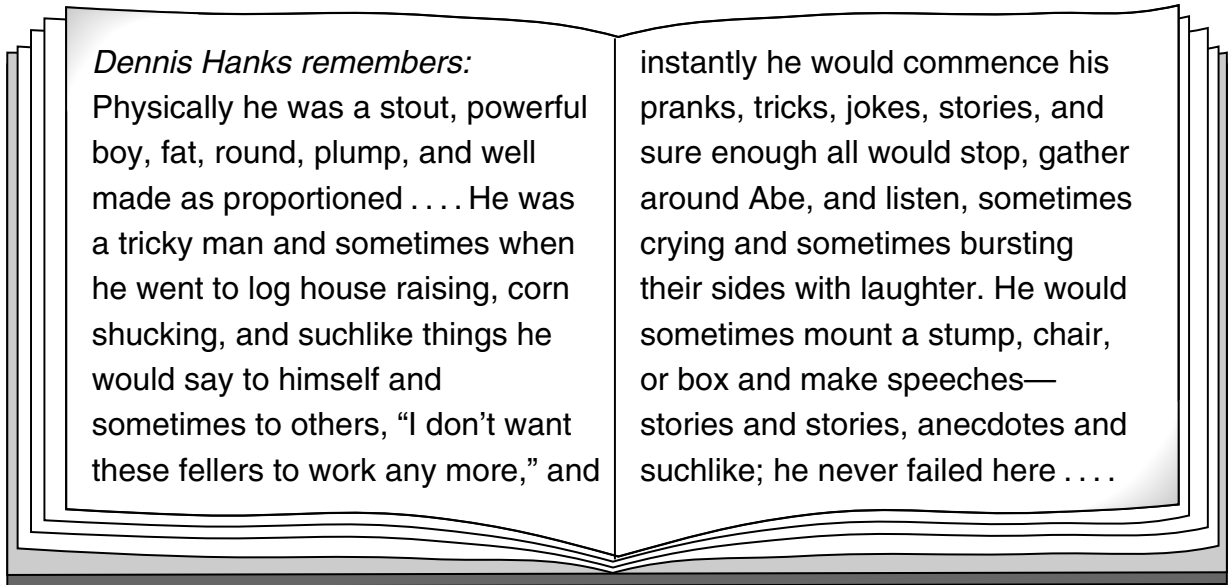 Dennis Hanks remembers:
Physically he was a stout, powerful
boy, fat, round, plump, and well
made as proportioned . . . . He was
a tricky man and sometimes when
he went to log house raising, corn
shucking, and suchlike things he
would say to himself and
sometimes to others, “I don’t want
these fellers to work any more,” and
instantly he would commence his
pranks, tricks, jokes, stories, and
sure enough all would stop, gather
around Abe, and listen, sometimes
crying and sometimes bursting
their sides with laughter. He would
sometimes mount a stump, chair,
or box and make speeches—
stories and stories, anecdotes and
suchlike; he never failed here . . . .